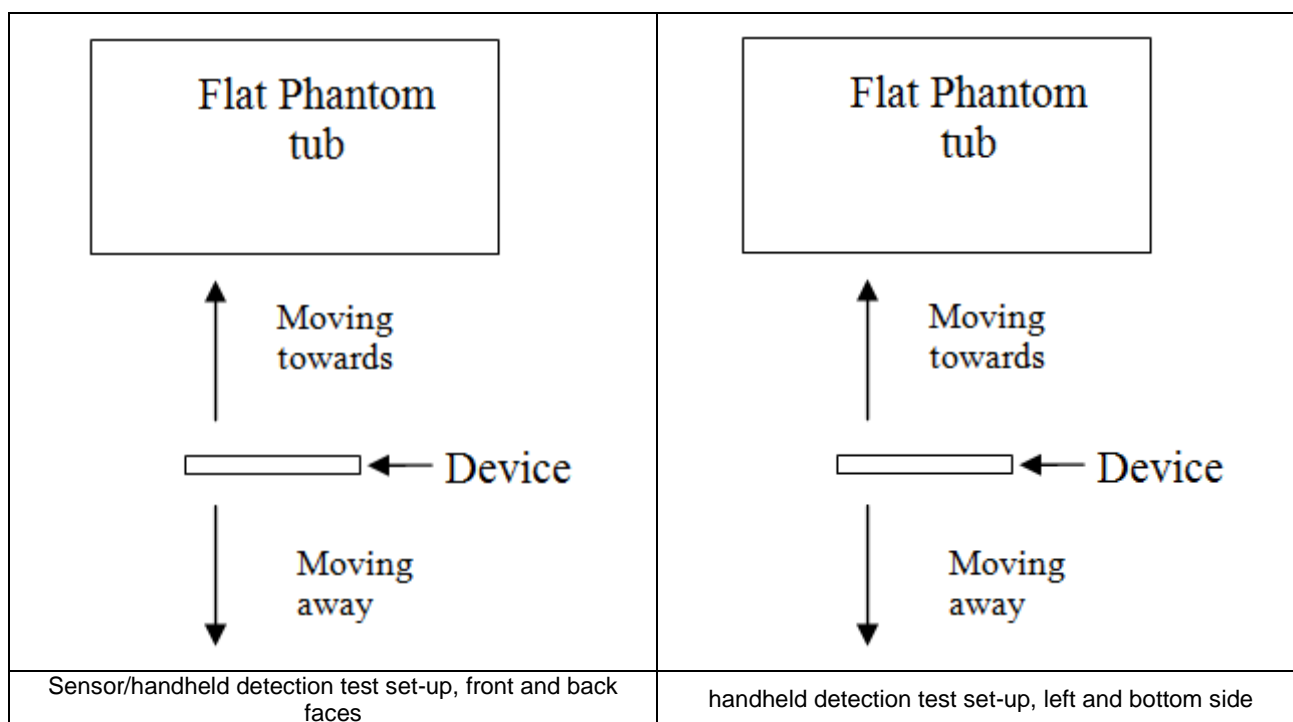 Flat Phantom
tub
Moving
towards
Device
Moving
away
Sensor/handheld detection test set-up, front and back
faces
Flat Phantom
tub
Moving
towards
Device
Moving
away
handheld detection test set-up, left and bottom side